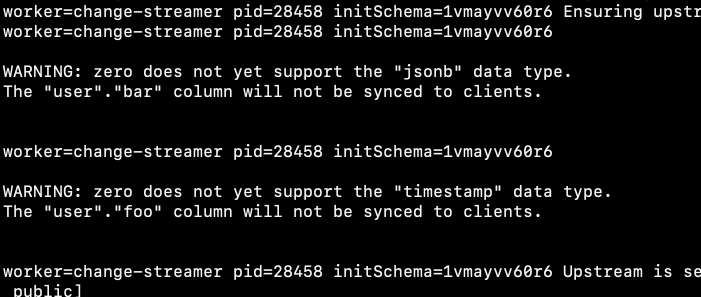 worker=change-streamer pid=28458 initSchema=1vmayvv60r6 Ensuring upstr
worker=change-streamer pid=28458 initSchema=1vmayvv60r6
WARNING: zero does not yet support the "jsonb" data type.
The "user"."bar" column will not be synced to clients.
worker=change-streamer pid=28458 initSchema=1vmayvv60r6
WARNING: zero does not yet support the "timestamp" data type.
The "user"."foo" column will not be synced to clients.
worker=change-streamer pid=28458 initSchema=1vmayvv60r6 Upstream is se
public]